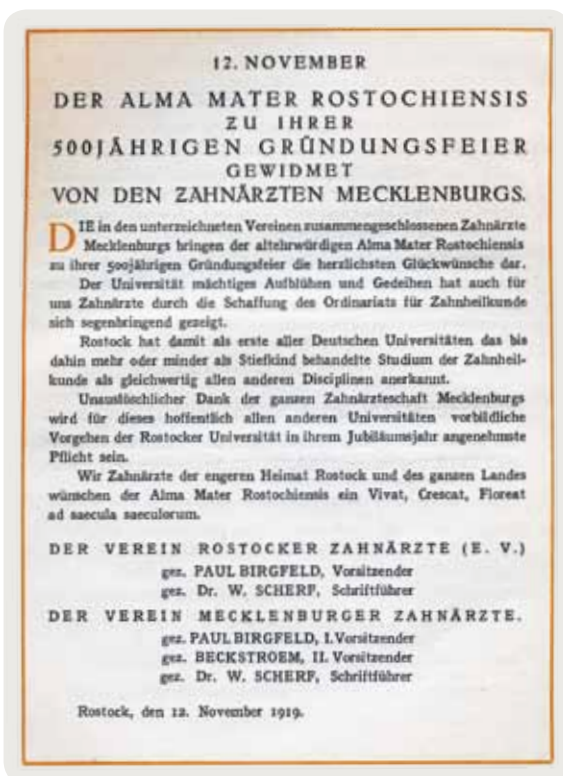 12. NOVEMBER
DER ALMA MATER ROSTOCHIENSIS
ZU IHRER
500JÄHRIGEN GRÜNDUNGSFEIER
GEWIDMET
VON DEN ZAHNÄRZTEN MECKLENBURGS.
DIE in den unterzeichneten Vereinen zusammengeschlossenen Zahnärzte
Mecklenburgs bringen der altehrwürdigen Alma Mater Rostochiensis
zu ihrer 500jährigen Gründungsfeier die herzlichsten Glückwünsche dar.
Der Universität mächtiges Aufblühen und Gedeihen hat auch für
uns Zahnärzte durch die Schaffung des Ordinariats für Zahnheilkunde
sich segenbringend gezeigt.
Rostock hat damit als erste aller Deutschen Universitäten das bis
dahin mehr oder minder als Stiefkind behandelte Studium der Zahnheil-
kunde als gleichwertig allen anderen Disciplinen anerkannt.
Unauslöschlicher Dank der ganzen Zahnärzteschaft Mecklenburgs
wird für dieses hoffentlich allen anderen Universitäten vorbildliche
Vorgehen der Rostocker Universität in ihrem Jubiläumsjahr angenehmste
Pflicht sein.
Wir Zahnärzte der engeren Heimat Rostock und des ganzen Landes
wünschen der Alma Mater Rostochiensis ein Vivat, Crescat, Floreat
ad saecula saeculorum.
DER VEREIN ROSTOCKER ZAHNÄRZTE (E. V.)
gez. PAUL BIRGFELD, Vorsitzender
gez. Dr. W. SCHERF, Schriftführer
DER VEREIN MECKLENBURGER ZAHNÄRZTE.
gez. PAUL BIRGFELD, I. Vorsitzender
gez. BECKSTROEM, II. Vorsitzender
gez. Dr. W. SCHERF, Schriftführer
Rostock, den 12. November 1919.